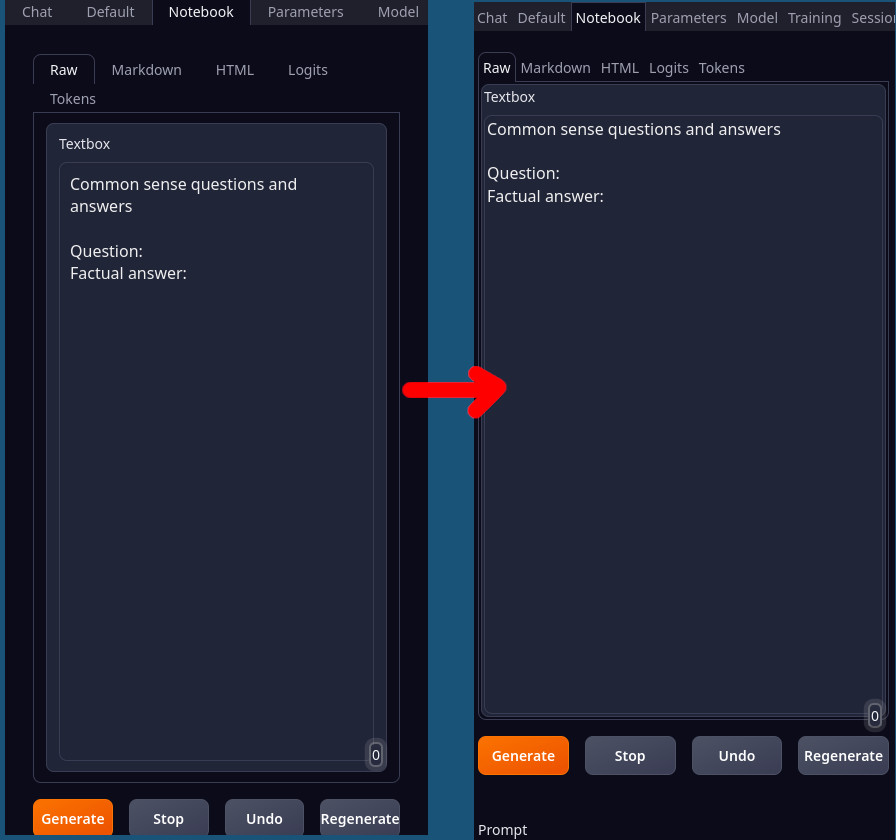 Chat Default Notebook Parameters Model
Raw Markdown HTML Logits
Tokens
Textbox
Common sense questions and
answers
Question:
Factual answer:
0
Generate Stop Undo Regenerate
Chat Default Notebook Parameters Model Training Sessio
Raw Markdown HTML Logits Tokens
Textbox
Common sense questions and answers
Question:
Factual answer:
0
Generate Stop Undo Regenerate
Prompt